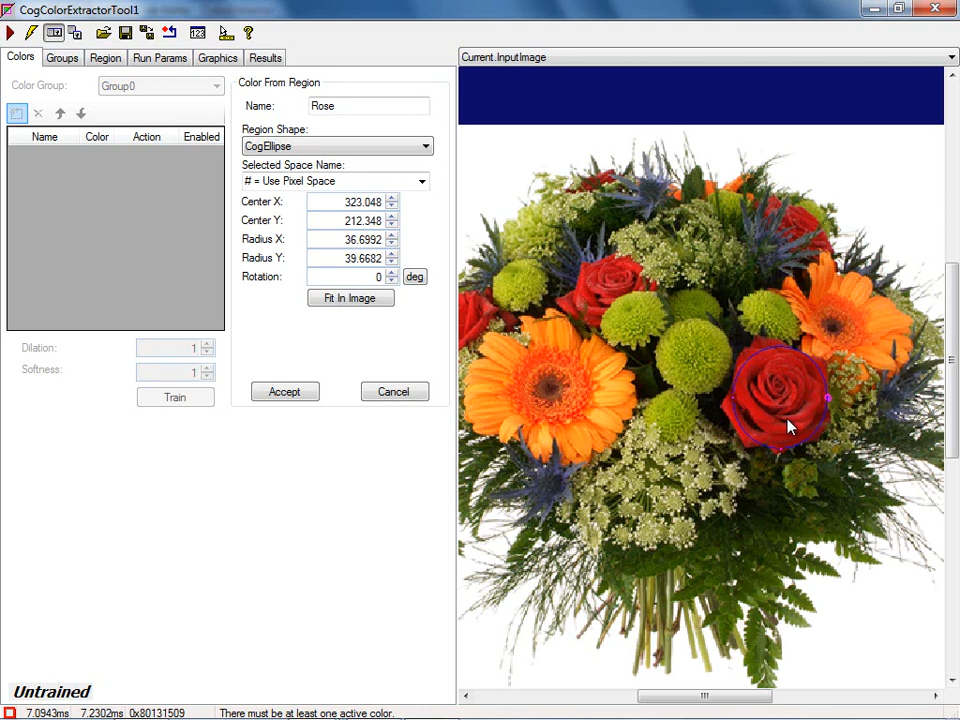 CogColorExtractorTool1
123
Colors Groups Region Run Params Graphics Results
Current.InputImage
Color Group: Group0
Color From Region
Name: Rose
Name Color Action Enabled
Region Shape:
CogEllipse
Selected Space Name:
# = Use Pixel Space
Center X: 323.048
Center Y: 212.348
Radius X: 36.6992
Radius Y: 39.6682
Rotation: 0 deg
Fit In Image
Dilation: 1
Softness: 1
Train
Accept Cancel
Untrained
7.0943ms 7.2302ms 0x80131509 There must be at least one active color.